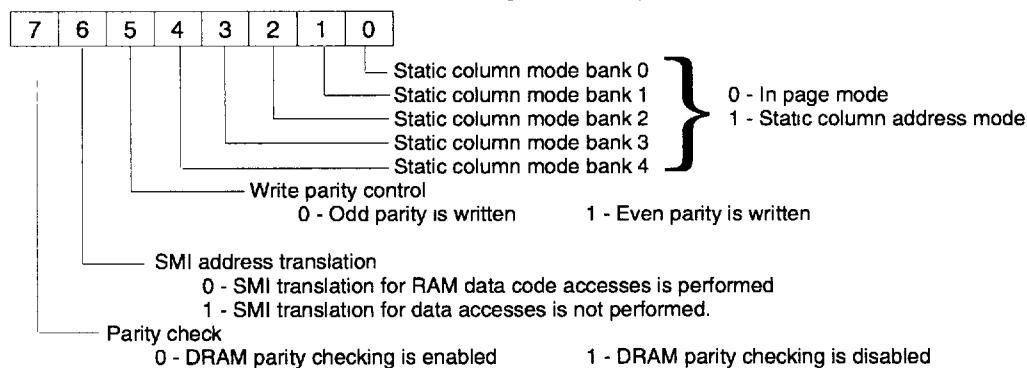 7 6 5 4 3 2 1 0
Static column mode bank 0
Static column mode bank 1
Static column mode bank 2
Static column mode bank 3
Static column mode bank 4
0 - In page mode
1 - Static column address mode
Write parity control
0 - Odd parity is written 1 - Even parity is written
SMI address translation
0 - SMI translation for RAM data code accesses is performed
1 - SMI translation for data accesses is not performed.
Parity check
0 - DRAM parity checking is enabled 1 - DRAM parity checking is disabled